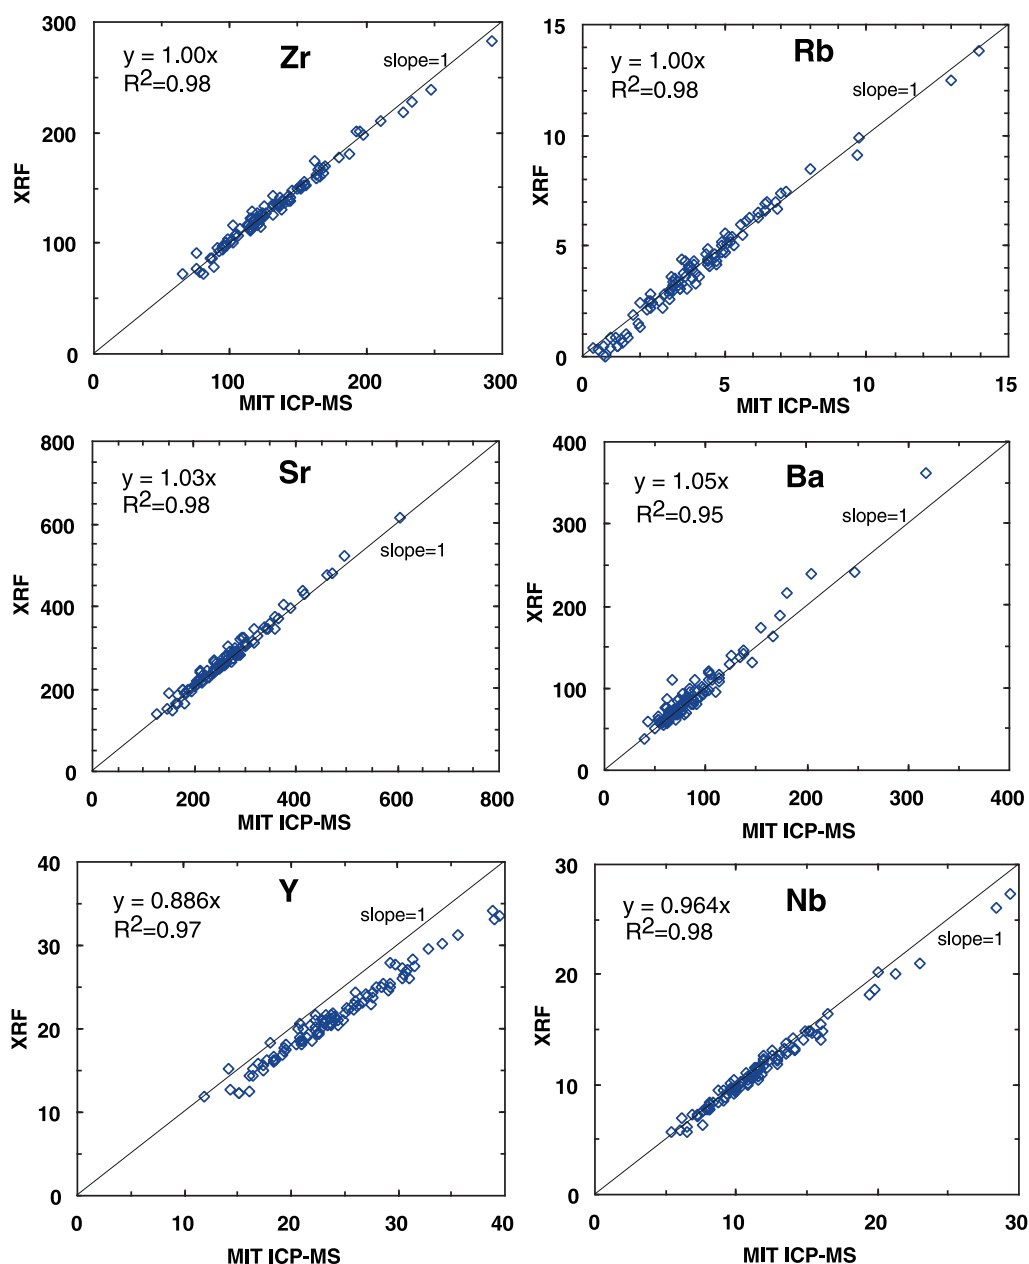 300
200
100
0
XRF
y = 1.00x
R2=0.98
Zr
slope=1
0 100 200 300
MIT ICP-MS
15
10
5
0
XRF
y = 1.00x
R2=0.98
Rb
slope=1
0 5 10 15
MIT ICP-MS
800
600
400
200
0
XRF
y = 1.03x
R2=0.98
Sr
slope=1
0 200 400 600 800
MIT ICP-MS
400
300
200
100
0
XRF
y = 1.05x
R2=0.95
Ba
slope=1
0 100 200 300 400
MIT ICP-MS
40
30
20
10
0
XRF
y = 0.886x
R2=0.97
Y
slope=1
0 10 20 30 40
MIT ICP-MS
30
20
10
0
XRF
y = 0.964x
R2=0.98
Nb
slope=1
0 10 20 30
MIT ICP-MS